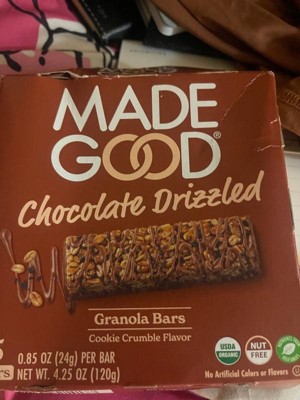 MADE
GOOD®
Chocolate Drizzled
Granola Bars
Cookie Crumble Flavor
5
0.85 OZ (24g) PER BAR
NET WT. 4.25 OZ (120g)
USDA
ORGANIC
NUT
FREE
No Artificial Colors or Flavors